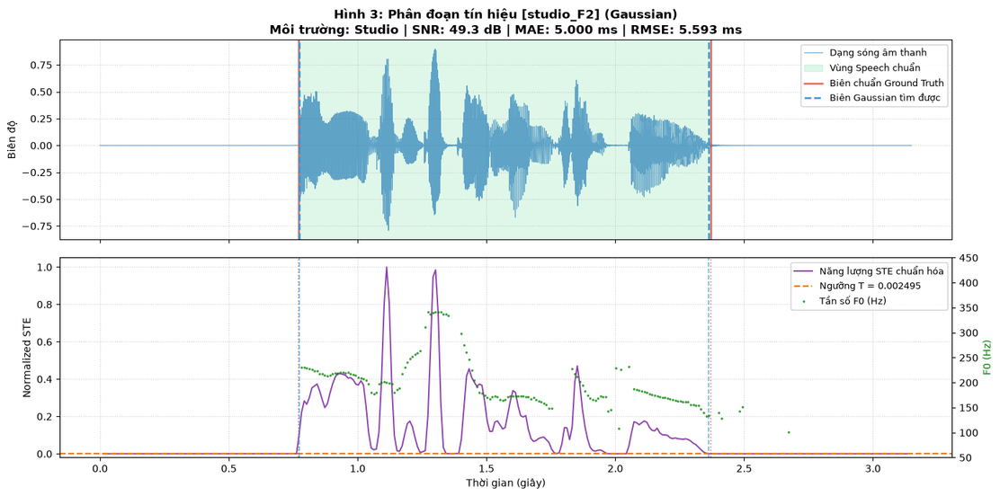 Hình 3: Phân đoạn tín hiệu [studio_F2] (Gaussian)
Môi trường: Studio | SNR: 49.3 dB | MAE: 5.000 ms | RMSE: 5.593 ms
Biên độ
0.75
0.50
0.25
0.00
−0.25
−0.50
−0.75
Dạng sóng âm thanh
Vùng Speech chuẩn
Biên chuẩn Ground Truth
Biên Gaussian tìm được
Normalized STE
1.0
0.8
0.6
0.4
0.2
0.0
Năng lượng STE chuẩn hóa
Ngưỡng T = 0.002495
Tần số F0 (Hz)
450
400
350
300
250
200
150
100
50
F0 (Hz)
0.0 0.5 1.0 1.5 2.0 2.5 3.0
Thời gian (giây)